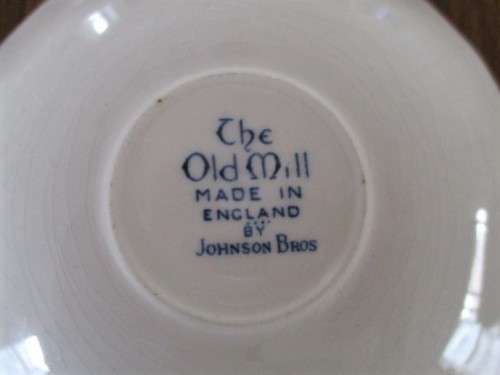 The
Old Mill
MADE IN
ENGLAND
BY
JOHNSON BROS